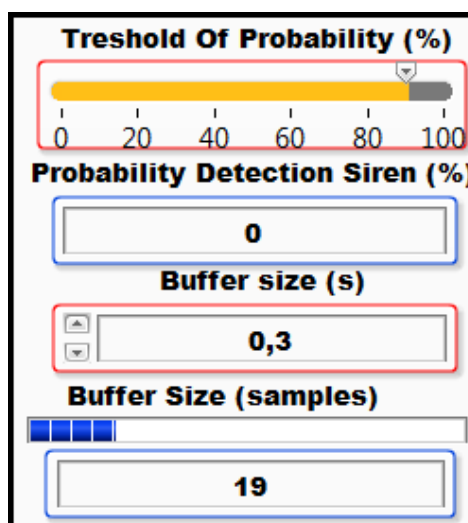 Treshold Of Probability (%)
0 20 40 60 80 100
Probability Detection Siren (%)
0
Buffer size (s)
0,3
Buffer Size (samples)
19